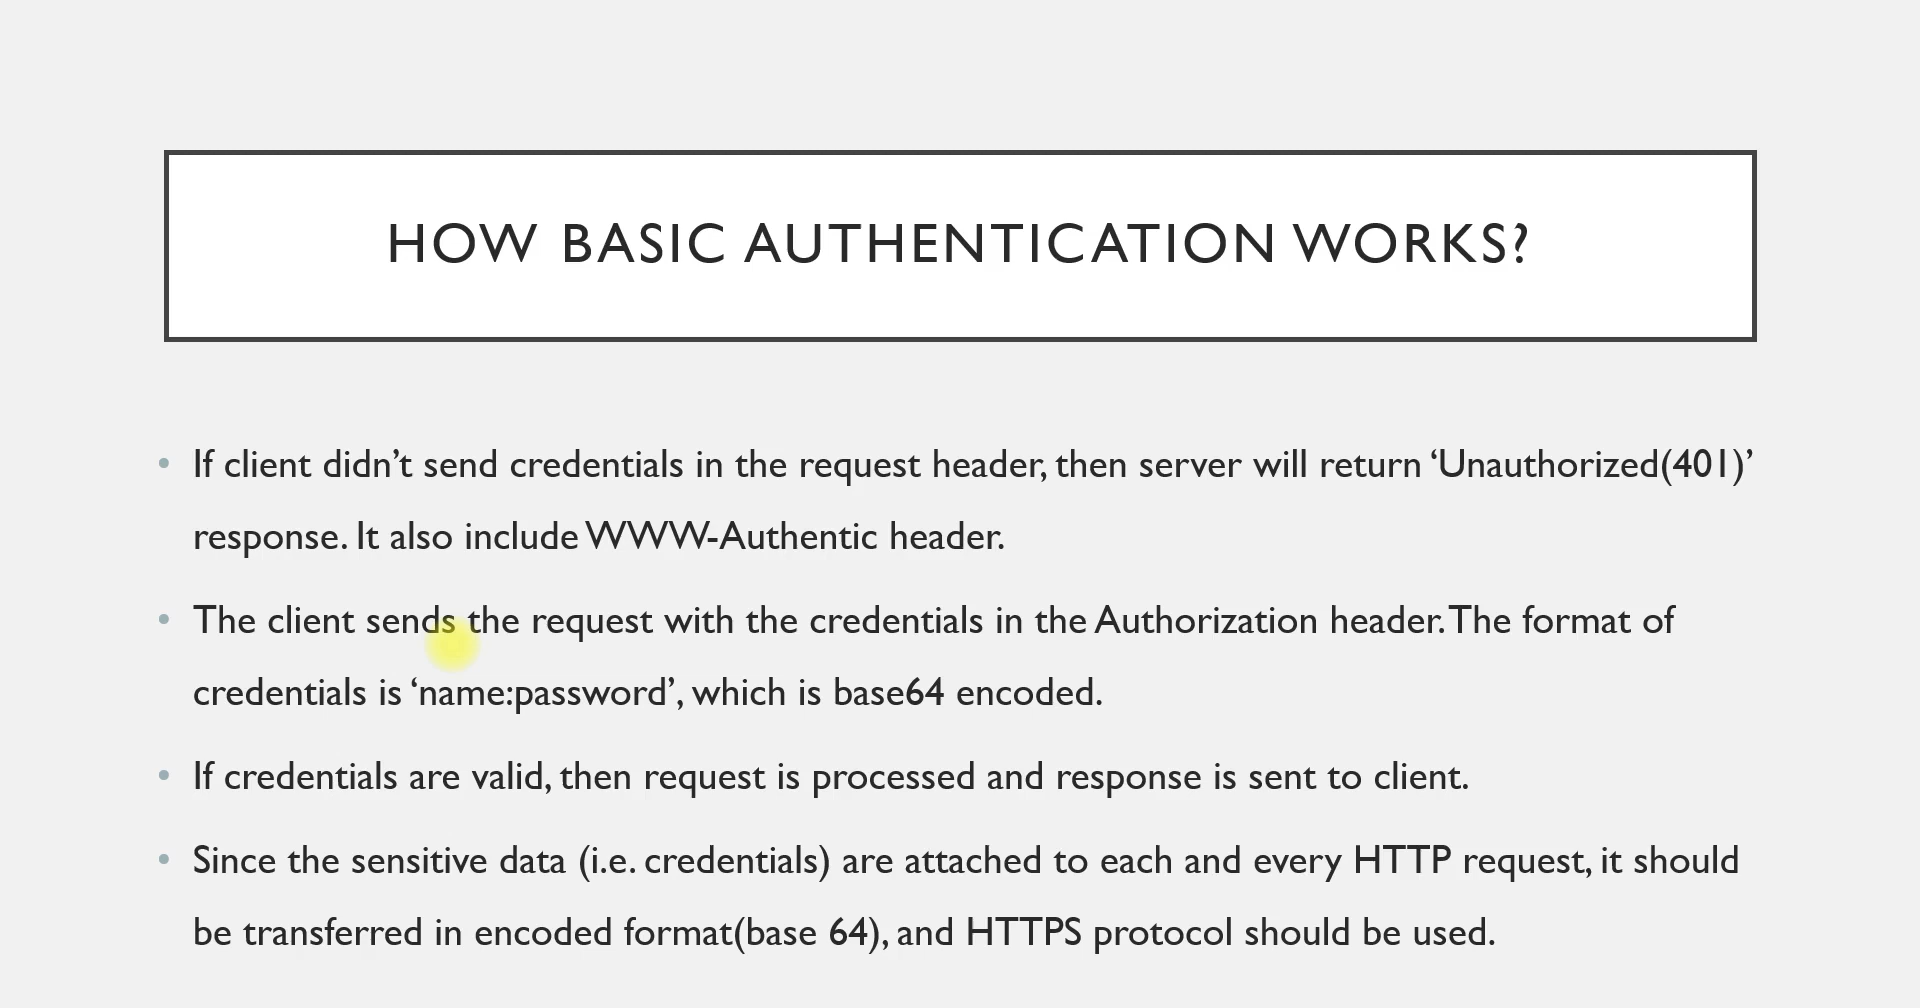 HOW BASIC AUTHENTICATION WORKS?
• If client didn’t send credentials in the request header, then server will return ‘Unauthorized(401)’
response. It also include WWW-Authentic header.
• The client sends the request with the credentials in the Authorization header. The format of
credentials is ‘name:password’, which is base64 encoded.
• If credentials are valid, then request is processed and response is sent to client.
• Since the sensitive data (i.e. credentials) are attached to each and every HTTP request, it should
be transferred in encoded format(base 64), and HTTPS protocol should be used.